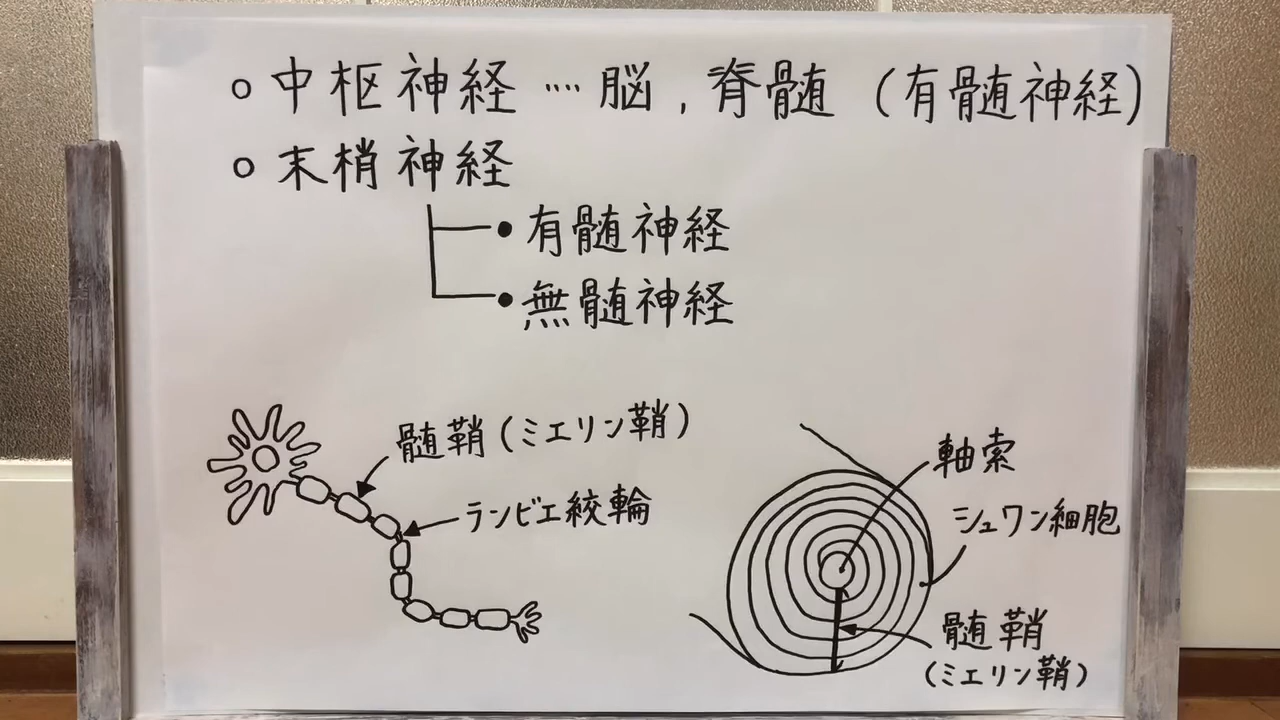 ○中枢神経 …. 脳, 脊髄 (有髄神経)
○末梢神経
・有髄神経
・無髄神経
髄鞘(ミエリン鞘)
ランビエ絞輪
軸索
シュワン細胞
髄鞘
(ミエリン鞘)